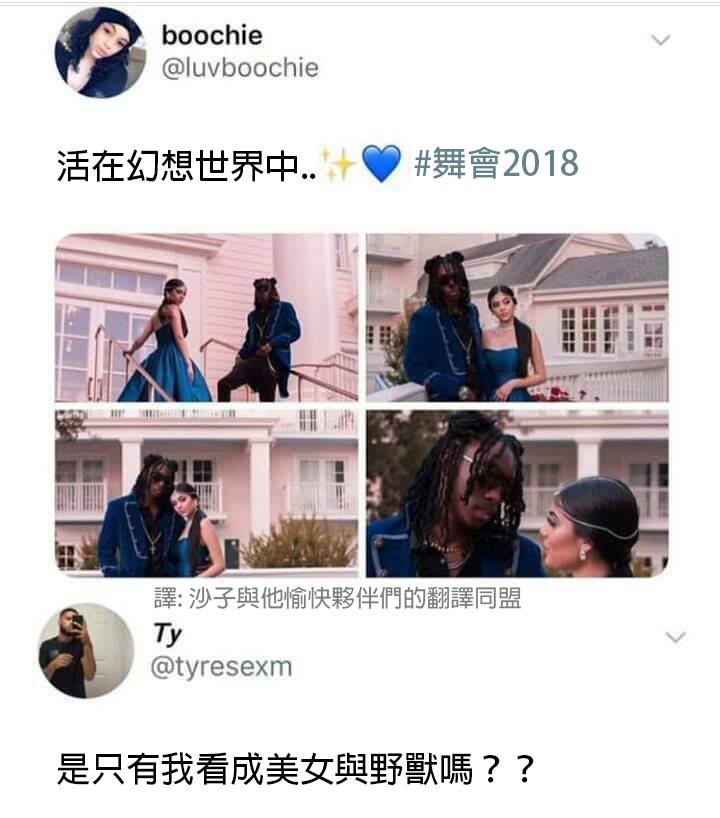 boochie
@luvboochie
活在幻想世界中..✨💙 #舞會2018
譯: 沙子與他愉快夥伴們的翻譯同盟
Ty
@tyresexm
是只有我看成美女與野獸嗎？？